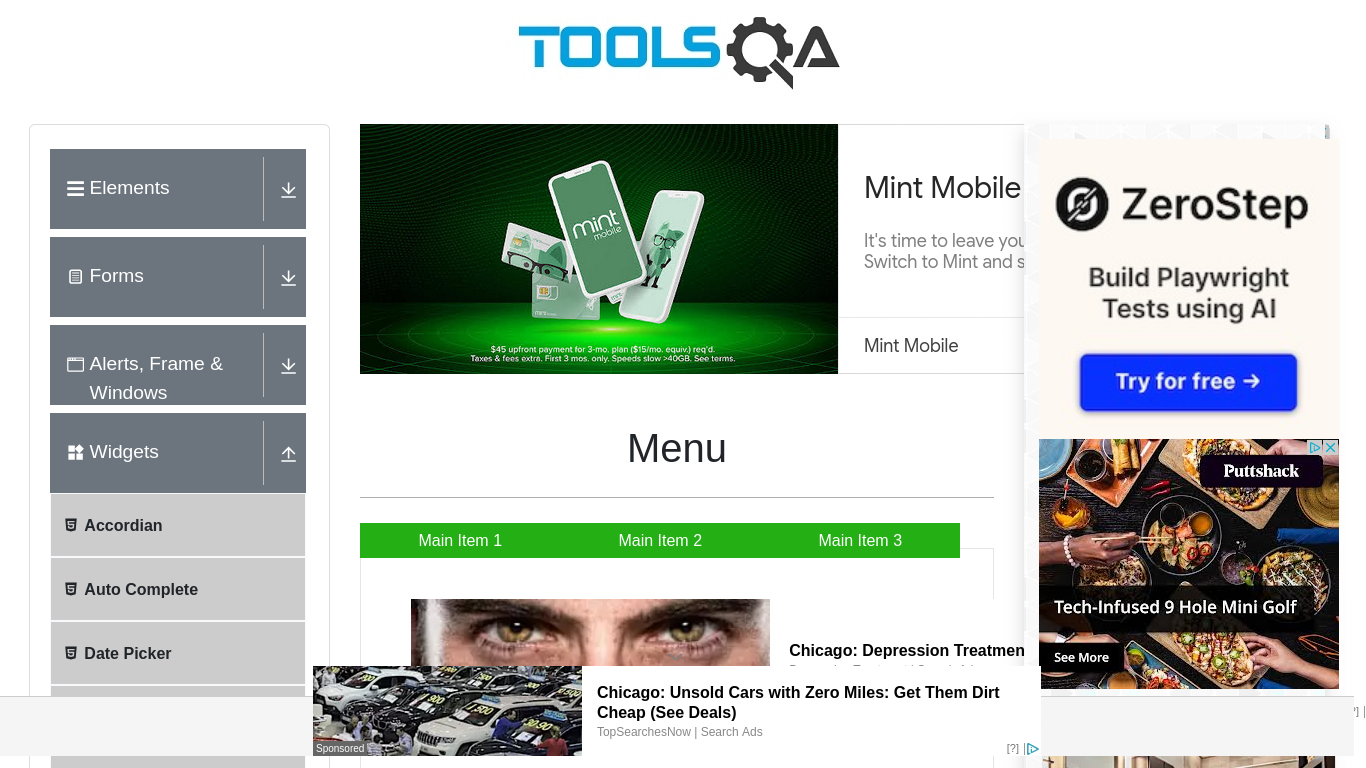 TOOLSQA
Elements
Forms
Alerts, Frame &
Windows
Widgets
Accordian
Auto Complete
Date Picker
mint
mobile
$45 upfront payment for 3-mo. plan ($15/mo. equiv.) req'd.
Taxes & fees extra. First 3 mos. only. Speeds slow >40GB. See terms.
Mint Mobile
It's time to leave you
Switch to Mint and s
Mint Mobile
ZeroStep
Build Playwright
Tests using AI
Try for free →
Puttshack
Tech-Infused 9 Hole Mini Golf
See More
Menu
Main Item 1
Main Item 2
Main Item 3
Chicago: Depression Treatmen
Chicago: Unsold Cars with Zero Miles: Get Them Dirt
Cheap (See Deals)
TopSearchesNow | Search Ads
Sponsored
[?]